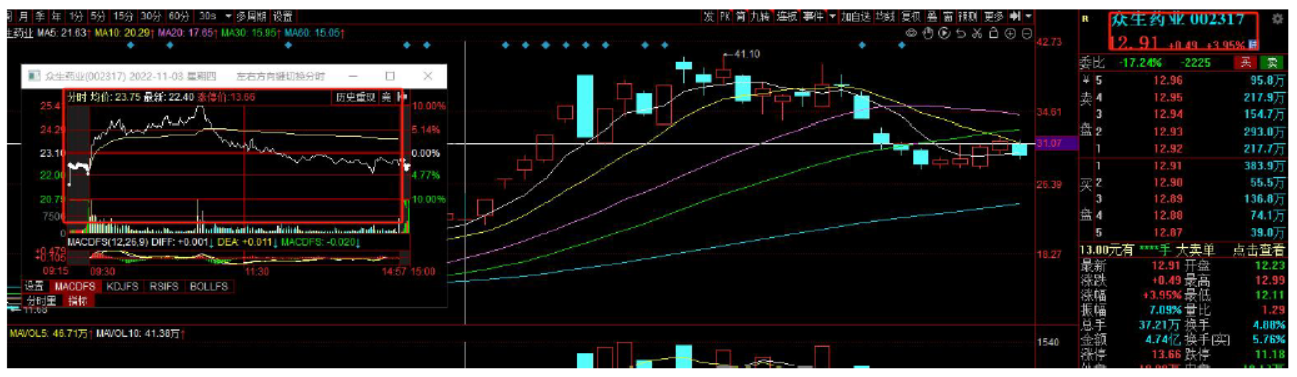 月 季 年 1分 5分 15分 30分 60分 30s 多周期 设置
MA5: 21.63↑ MA10: 20.29↑ MA20: 17.65↑ MA30: 15.95↑ MA60: 15.05↑
发 PK 九转 连板 事件 加自选 均线 复权 叠 窗 预测 更多
众生药业(002317) 2022-11-03 星期四 左右方向键切换分时
分时 均价: 23.75 最新: 22.40 涨停价:13.66 历史重现
25.4
24.29
23.10
22.00
20.79
7500
0
10.00%
5.14%
0.00%
4.77%
10.00%
MACDFS(12,26,9) DIFF: +0.001↓ DEA: +0.011↓ MACDFS: -0.020↓
+0.479
+0.105
09:15 09:30 11:30 14:57 15:00
设置 MACDFS KDJFS RSIFS BOLLFS
分时量 指标
11.68
41.10
42.73
34.61
31.07
26.39
18.27
MAVOL5: 46.71万↑ MAVOL10: 41.38万↑
1540
R 众生药业 002317
12.91 +0.49 +3.95%
委比 -17.24% -2225 买 卖
卖 5 12.96 95.8万
4 12.95 217.9万
3 12.94 154.7万
盘 2 12.93 293.0万
1 12.92 217.7万
1 12.91 383.9万
买 2 12.90 55.5万
3 12.89 136.8万
盘 4 12.88 74.1万
5 12.87 39.0万
13.00元有 ****手 大卖单 点击查看
最新 12.91 开盘 12.23
涨跌 +0.49 最高 12.99
涨幅 +3.95% 最低 12.11
振幅 7.09% 量比 1.29
总手 37.21万 换手 4.88%
金额 4.74亿 换手(实) 5.76%
涨停 13.66 跌停 11.18